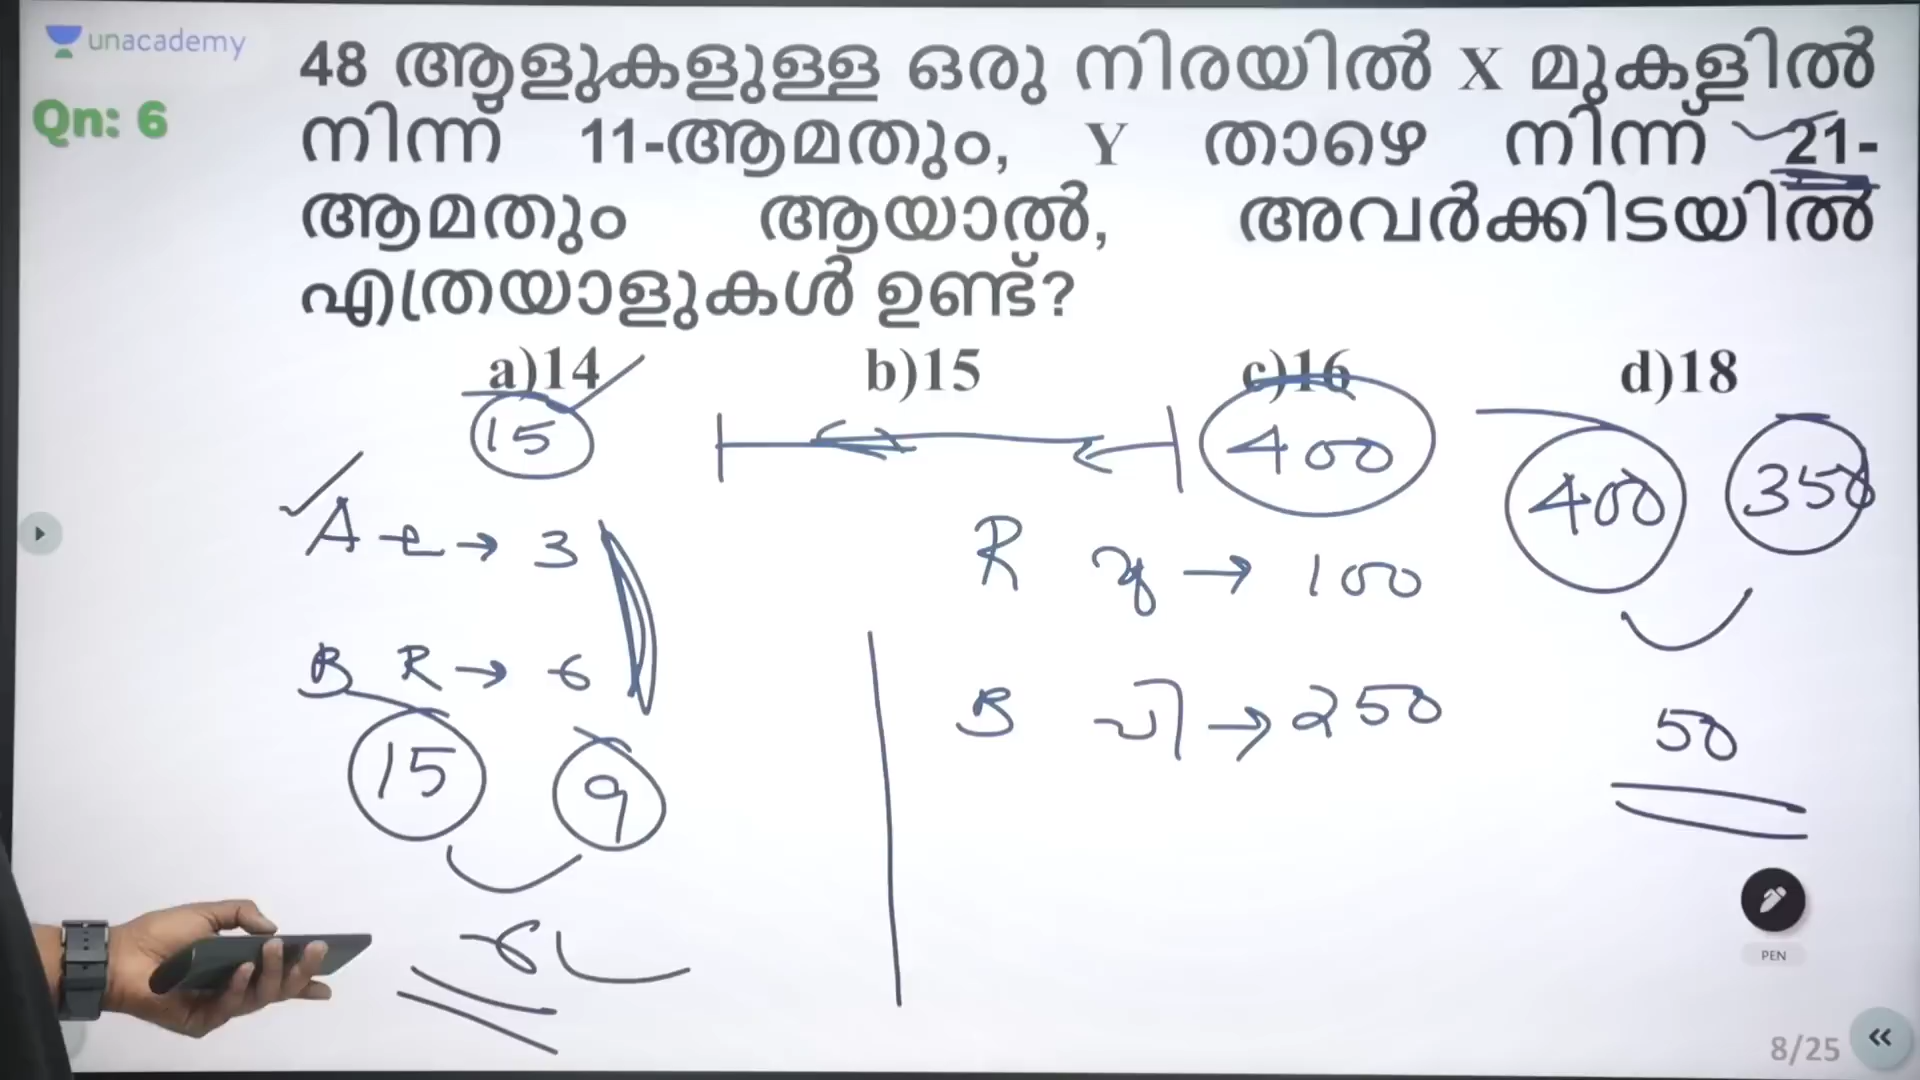 unacademy
Qn: 6
48 ആളുകളുള്ള ഒരു നിരയിൽ X മുകളിൽ
നിന്ന് 11-ആമതും, Y താഴെ നിന്ന് 21-
ആമതും ആയാൽ, അവർക്കിടയിൽ
എത്രയാളുകൾ ഉണ്ട്?
a)14 b)15 c)16 d)18
15 400 400 350
A → 3 R → 100
B R → 6 B → 250
15 9 50
PEN
8/25